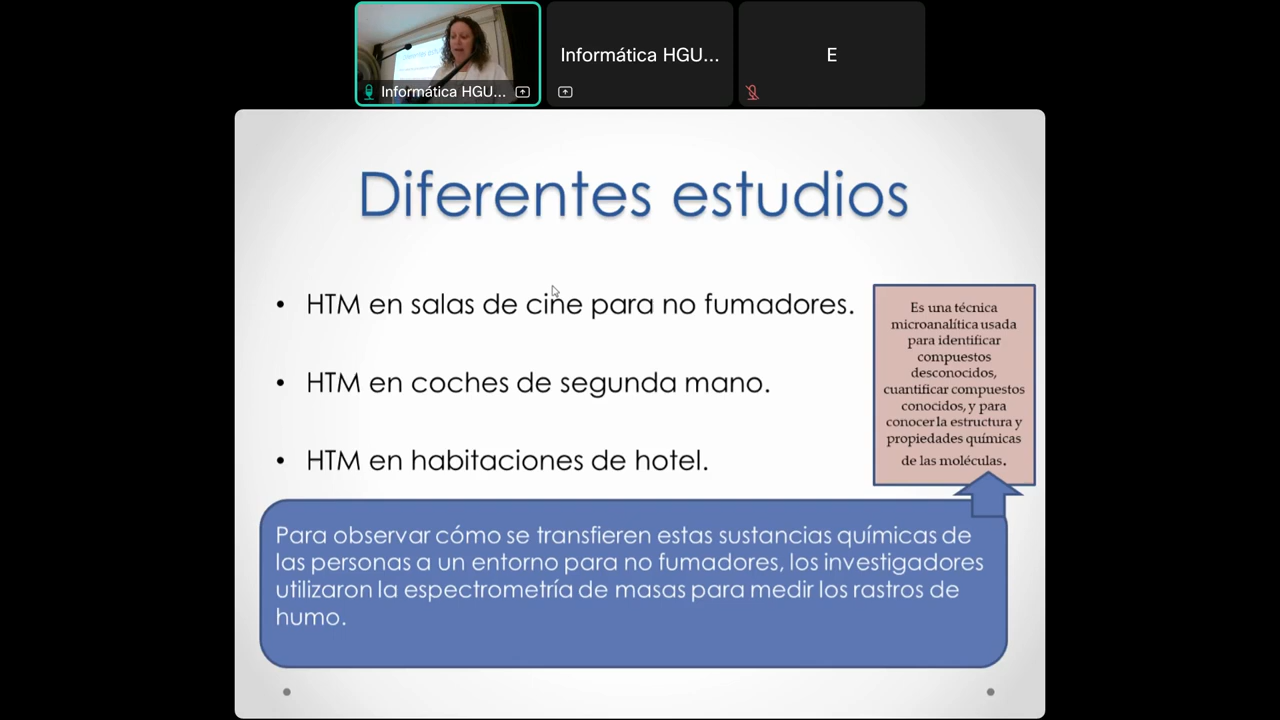 Informática HGU...
Informática HGU...
E
Diferentes estudios
• HTM en salas de cine para no fumadores.
• HTM en coches de segunda mano.
• HTM en habitaciones de hotel.
Es una técnica
microanalítica usada
para identificar
compuestos
desconocidos,
cuantificar compuestos
conocidos, y para
conocer la estructura y
propiedades químicas
de las moléculas.
Para observar cómo se transfieren estas sustancias químicas de
las personas a un entorno para no fumadores, los investigadores
utilizaron la espectrometría de masas para medir los rastros de
humo.